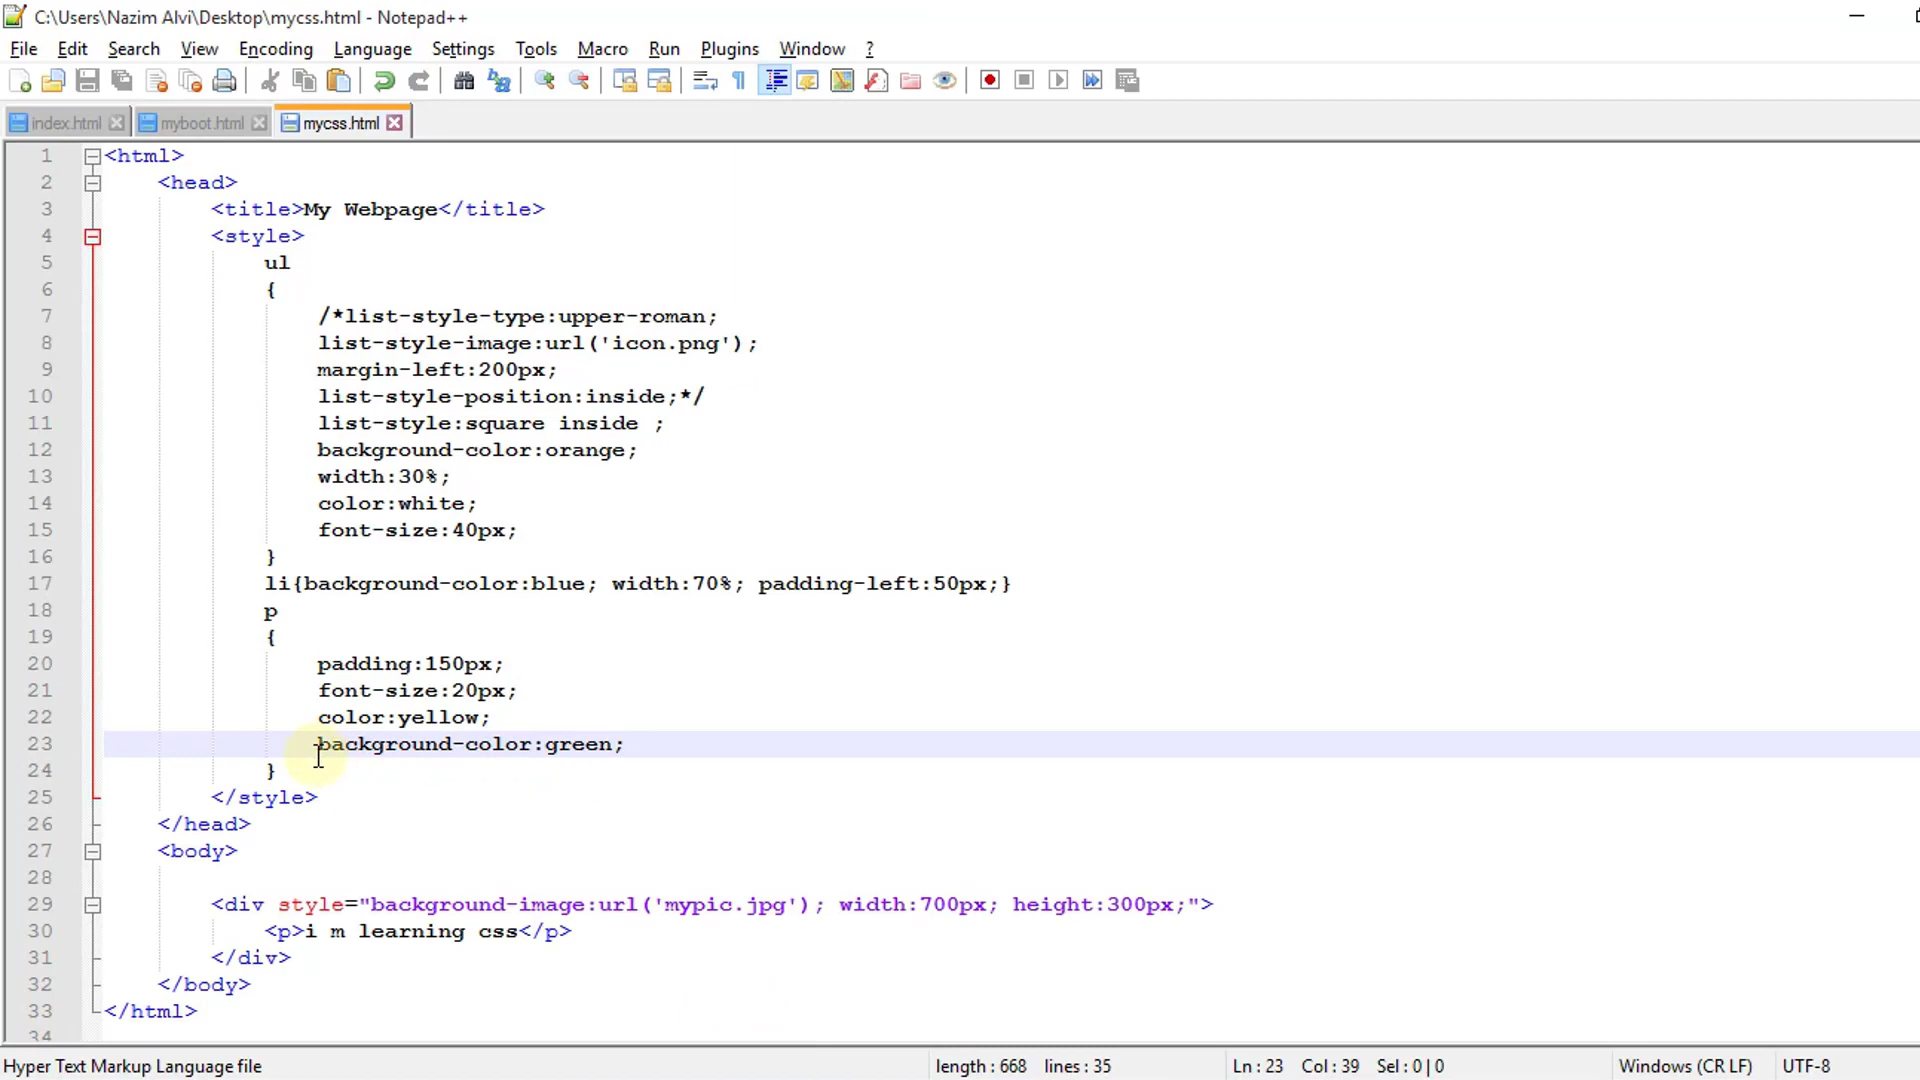 C:\Users\Nazim Alvi\Desktop\mycss.html - Notepad++
File Edit Search View Encoding Language Settings Tools Macro Run Plugins Window ?
index.html myboot.html mycss.html
1 <html>
2 <head>
3 <title>My Webpage</title>
4 <style>
5 ul
6 {
7 /*list-style-type:upper-roman;
8 list-style-image:url('icon.png');
9 margin-left:200px;
10 list-style-position:inside;*/
11 list-style:square inside ;
12 background-color:orange;
13 width:30%;
14 color:white;
15 font-size:40px;
16 }
17 li{background-color:blue; width:70%; padding-left:50px;}
18 p
19 {
20 padding:150px;
21 font-size:20px;
22 color:yellow;
23 background-color:green;
24 }
25 </style>
26 </head>
27 <body>
28
29 <div style="background-image:url('mypic.jpg'); width:700px; height:300px;">
30 <p>i m learning css</p>
31 </div>
32 </body>
33 </html>
34
Hyper Text Markup Language file length : 668 lines : 35 Ln : 23 Col : 39 Sel : 0 | 0 Windows (CR LF) UTF-8